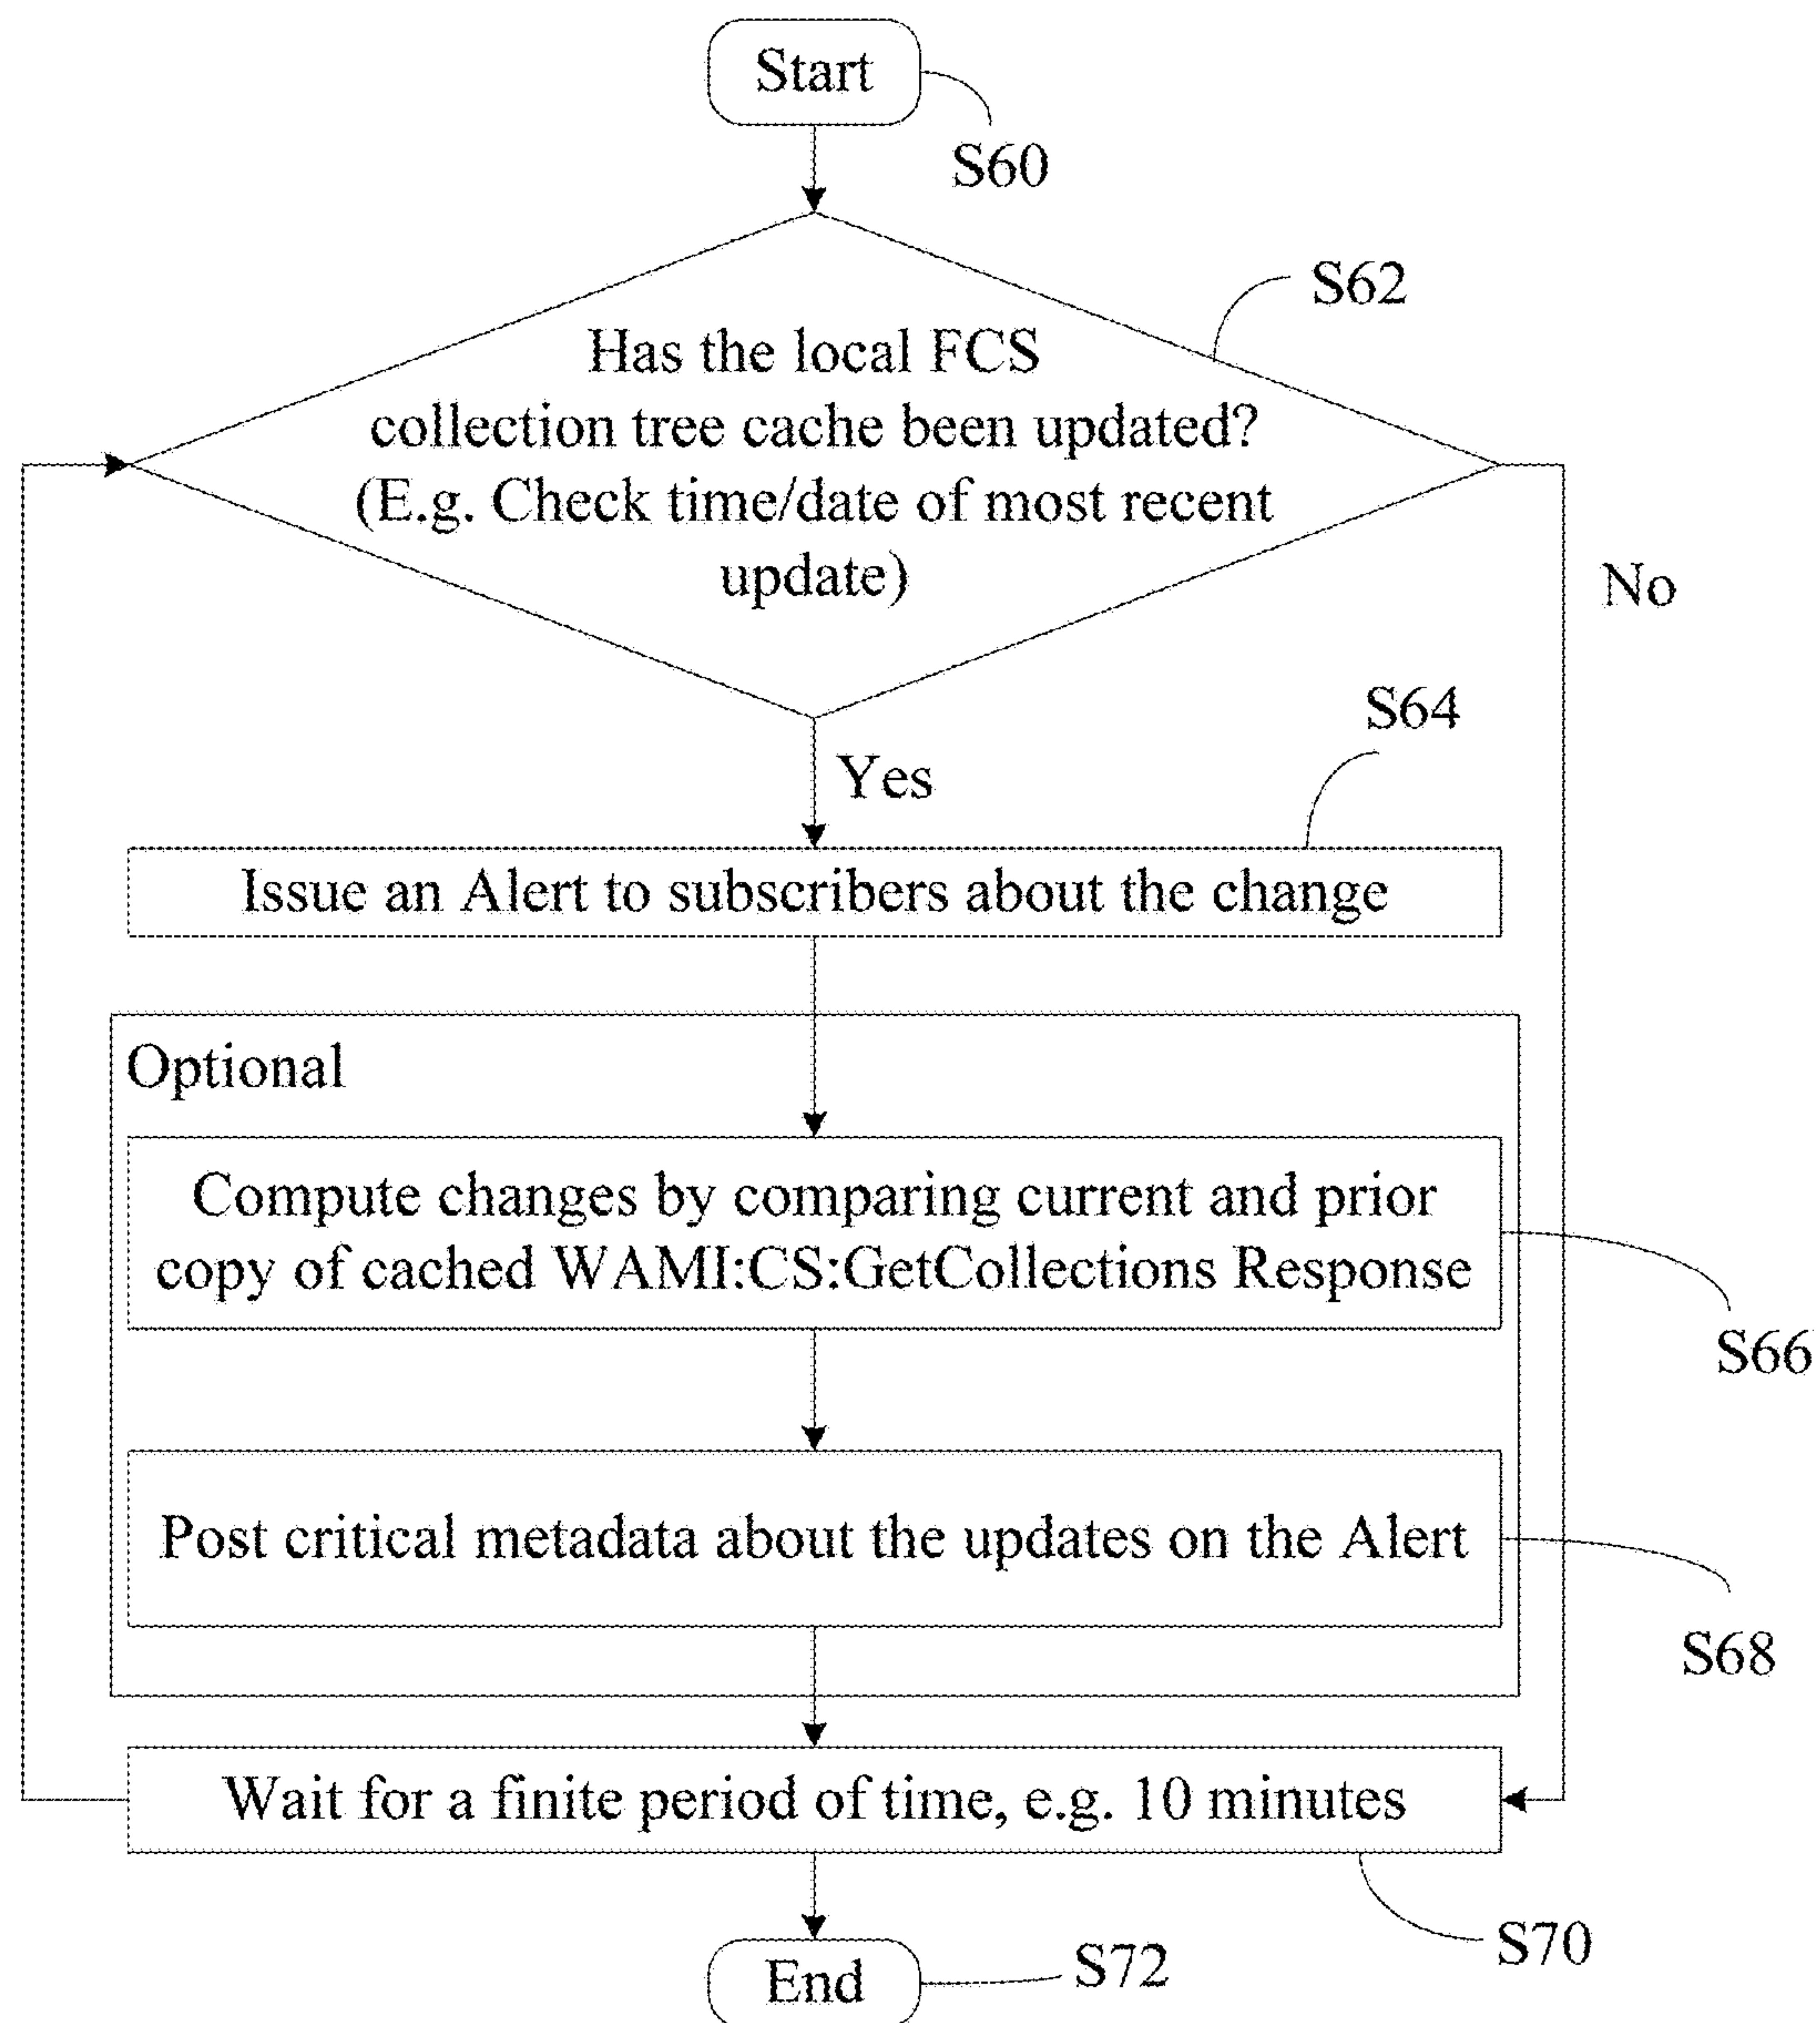 Start
S60
S62
Has the local FCS
collection tree cache been updated?
(E.g. Check time/date of most recent
update)
No
S64
Yes
Issue an Alert to subscribers about the change
Optional
Compute changes by comparing current and prior
copy of cached WAMI:CS:GetCollections Response
S66
Post critical metadata about the updates on the Alert
S68
Wait for a finite period of time, e.g. 10 minutes
S70
End
S72